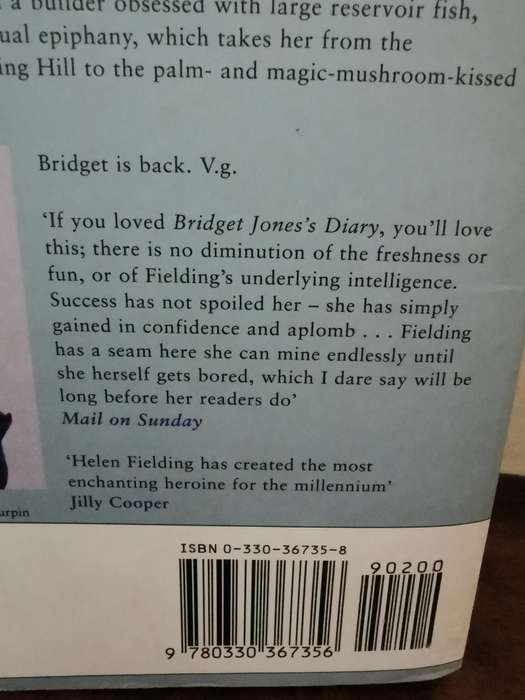 a builder obsessed with large reservoir fish,
ual epiphany, which takes her from the
ing Hill to the palm- and magic-mushroom-kissed
Bridget is back. V.g.
‘If you loved Bridget Jones's Diary, you'll love
this; there is no diminution of the freshness or
fun, or of Fielding's underlying intelligence.
Success has not spoiled her – she has simply
gained in confidence and aplomb . . . Fielding
has a seam here she can mine endlessly until
she herself gets bored, which I dare say will be
long before her readers do’
Mail on Sunday
‘Helen Fielding has created the most
enchanting heroine for the millennium’
Jilly Cooper
urpin
ISBN 0-330-36735-8
90200
9 780330 367356